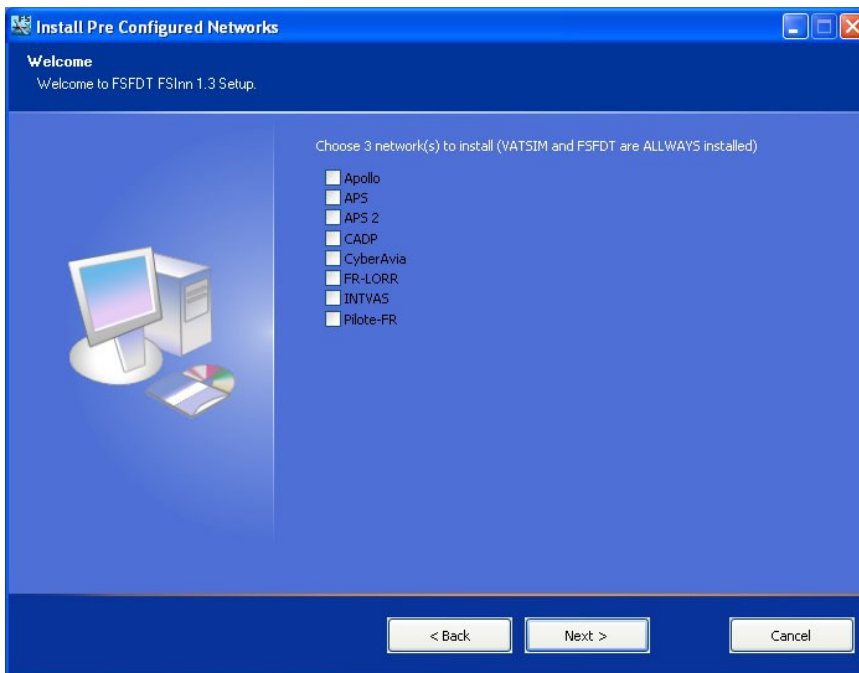 Install Pre Configured Networks
Welcome
Welcome to FSFDT FSInn 1.3 Setup.
Choose 3 network(s) to install (VATSIM and FSFDT are ALLWAYS installed)
Apollo
APS
APS 2
CADP
CyberAvia
FR-LORR
INTVAS
Pilote-FR
< Back
Next >
Cancel